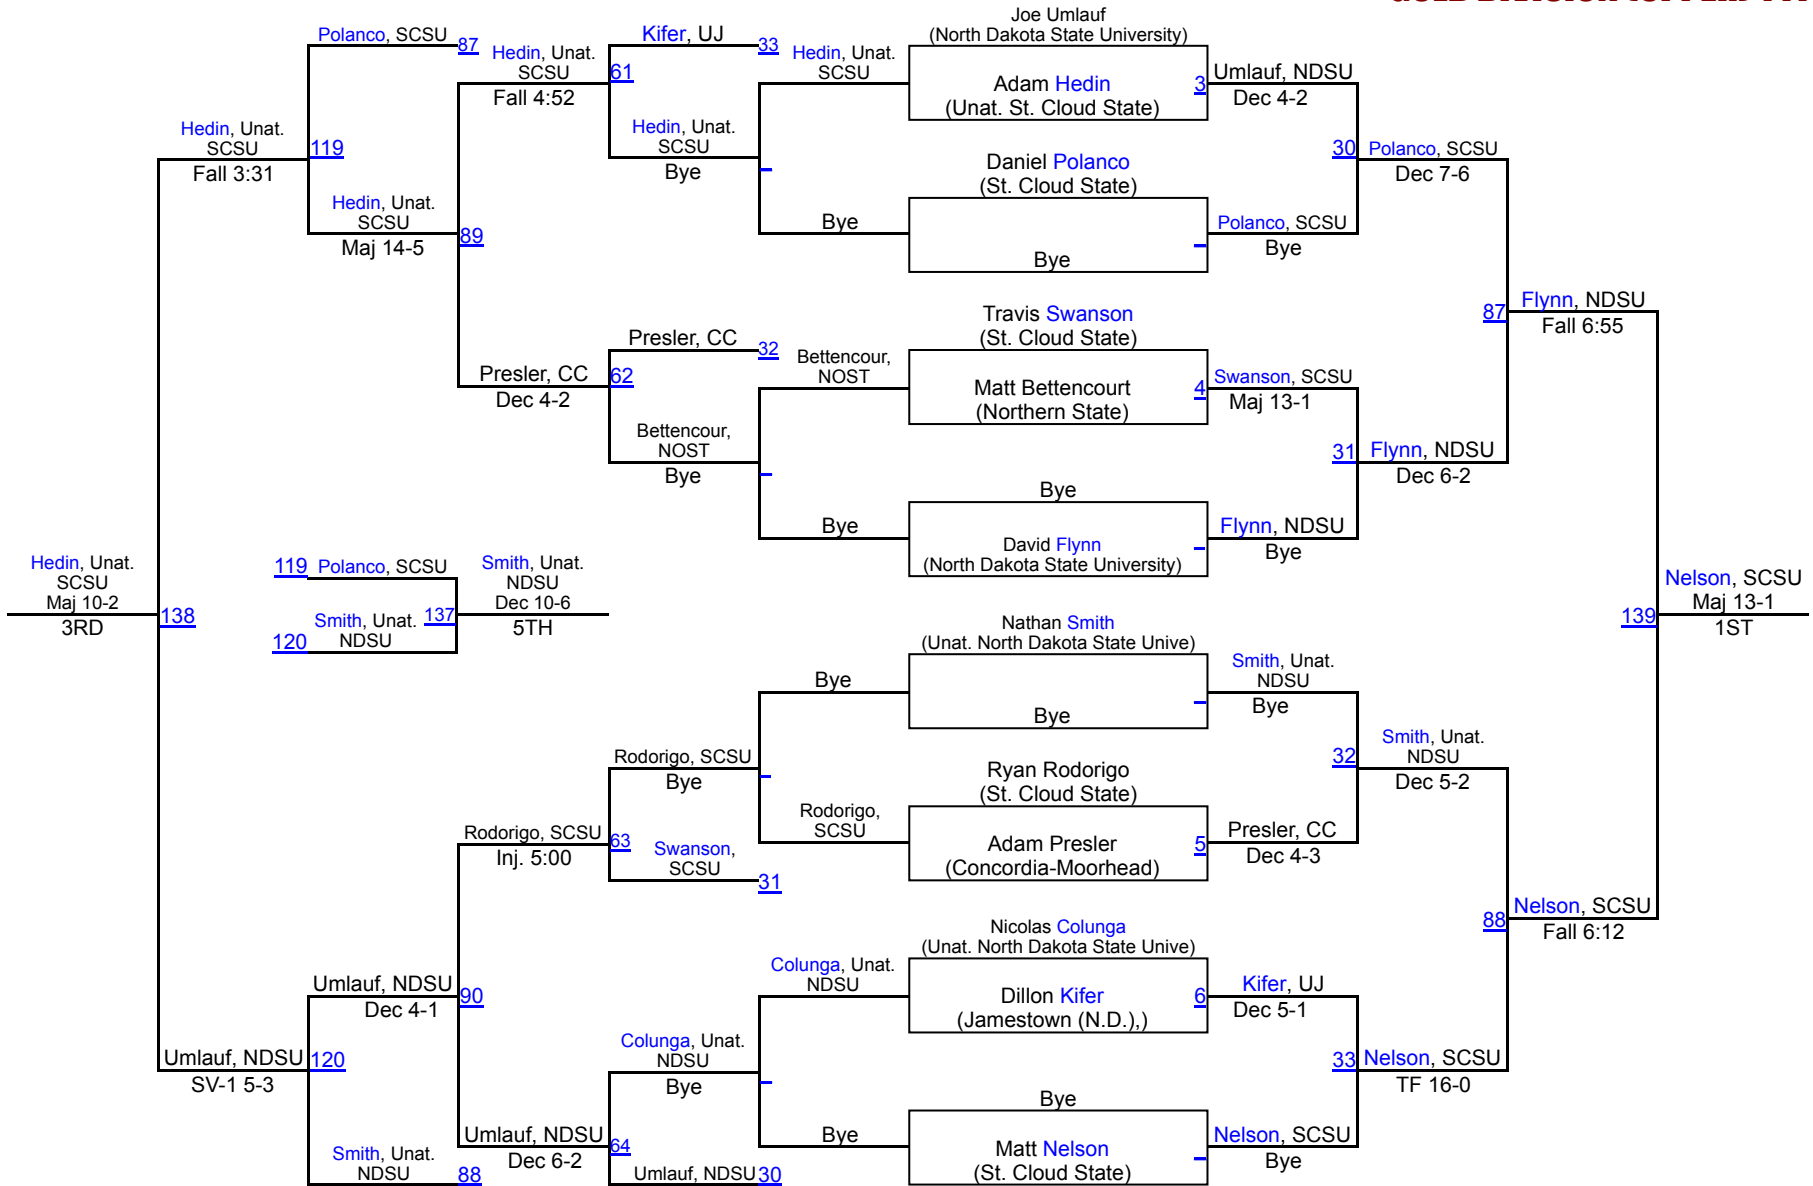 Joe Umlauf
(North Dakota State University)
Polanco, SCSU 87
Kifer, UJ 33
Hedin, Unat.
SCSU
61
Fall 4:52
Hedin, Unat.
SCSU
Adam Hedin
(Unat. St. Cloud State)
3
Umlauf, NDSU
Dec 4-2
Hedin, Unat.
SCSU
119
Fall 3:31
Hedin, Unat.
SCSU
Bye
Daniel Polanco
(St. Cloud State)
30
Polanco, SCSU
Dec 7-6
Hedin, Unat.
SCSU
89
Maj 14-5
Bye
Bye
Polanco, SCSU
Bye
Travis Swanson
(St. Cloud State)
87
Flynn, NDSU
Fall 6:55
Presler, CC 32
Bettencour,
NOST
Presler, CC
62
Dec 4-2
Matt Bettencourt
(Northern State)
4
Swanson, SCSU
Maj 13-1
Bettencour,
NOST
Bye
31
Flynn, NDSU
Dec 6-2
Bye
Bye
David Flynn
(North Dakota State University)
Flynn, NDSU
Bye
Hedin, Unat.
SCSU
Maj 10-2
3RD
138
119 Polanco, SCSU
Smith, Unat.
NDSU
120
137
Smith, Unat.
NDSU
Dec 10-6
5TH
Nelson, SCSU
Maj 13-1
1ST
139
Nathan Smith
(Unat. North Dakota State Unive)
Bye
Bye
Smith, Unat.
NDSU
Bye
Rodorigo, SCSU
Bye
Ryan Rodorigo
(St. Cloud State)
32
Smith, Unat.
NDSU
Dec 5-2
Rodorigo, SCSU
63
Inj. 5:00
Rodorigo,
SCSU
Adam Presler
(Concordia-Moorhead)
5
Presler, CC
Dec 4-3
Swanson,
SCSU
31
88
Nelson, SCSU
Fall 6:12
Nicolas Colunga
(Unat. North Dakota State Unive)
Umlauf, NDSU
90
Dec 4-1
Colunga, Unat.
NDSU
Dillon Kifer
(Jamestown (N.D.),)
6
Kifer, UJ
Dec 5-1
Umlauf, NDSU
120
SV-1 5-3
Colunga, Unat.
NDSU
Bye
33
Nelson, SCSU
TF 16-0
Bye
Smith, Unat.
NDSU
88
Umlauf, NDSU
64
Dec 6-2
Umlauf, NDSU 30
Bye
Matt Nelson
(St. Cloud State)
Nelson, SCSU
Bye